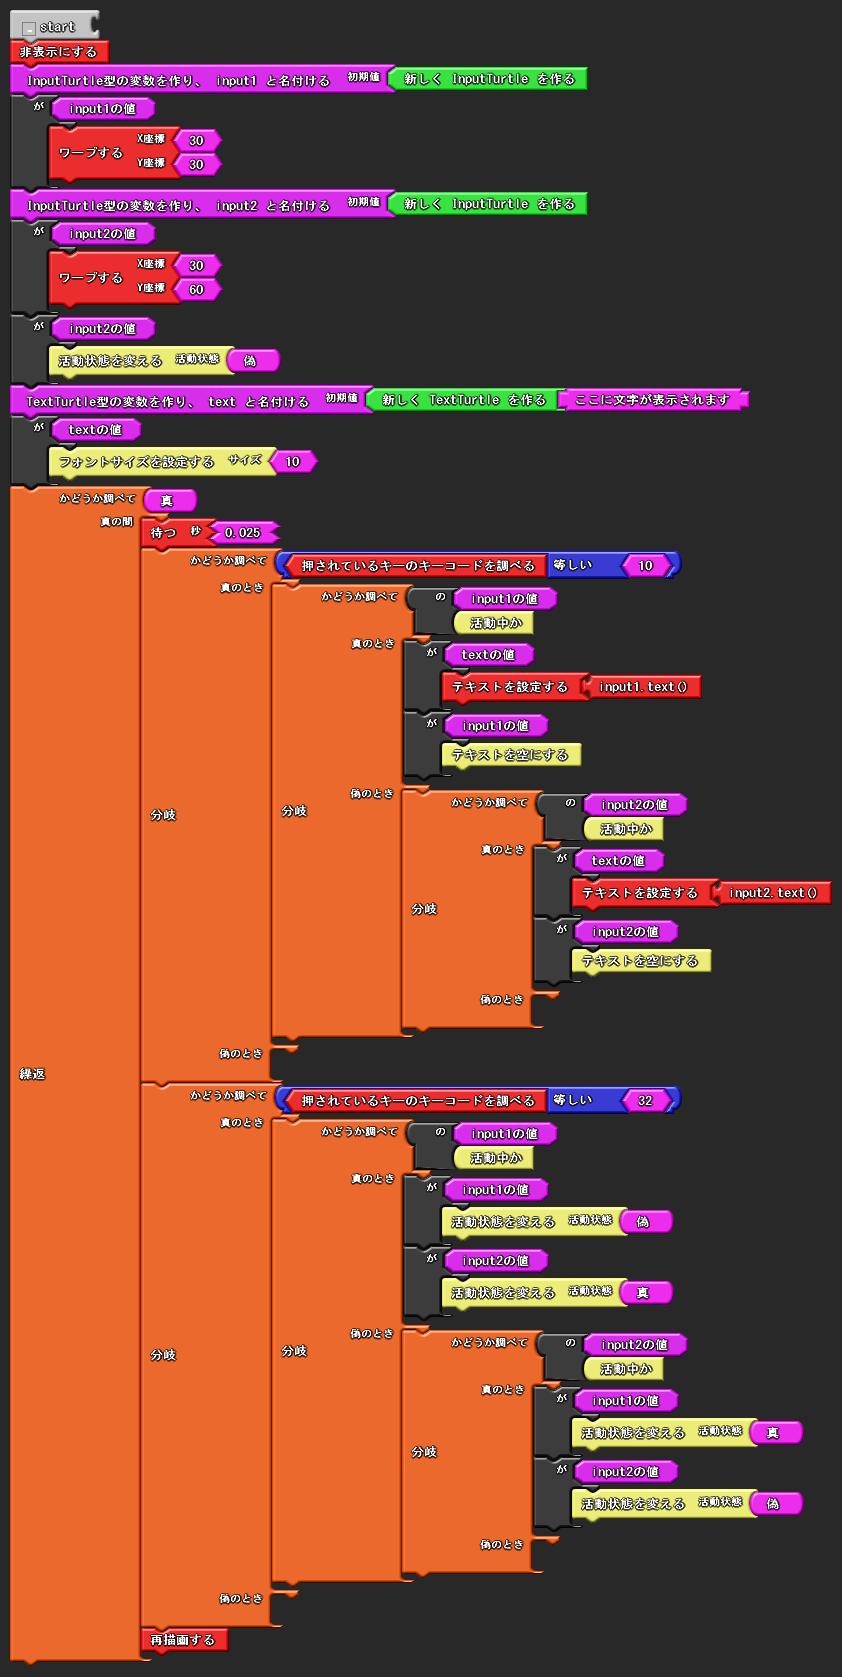 start
非表示にする
InputTurtle型の変数を作り、 input1 と名付ける 初期値 新しく InputTurtle を作る
が input1の値
ワープする X座標 30
Y座標 30
InputTurtle型の変数を作り、 input2 と名付ける 初期値 新しく InputTurtle を作る
が input2の値
ワープする X座標 30
Y座標 60
が input2の値
活動状態を変える 活動状態 偽
TextTurtle型の変数を作り、 text と名付ける 初期値 新しく TextTurtle を作る ここに文字が表示されます
が textの値
フォントサイズを設定する サイズ 10
かどうか調べて 真
真の間
待つ 秒 0.025
かどうか調べて 押されているキーのキーコードを調べる 等しい 10
真のとき
かどうか調べて の input1の値
活動中か
真のとき
が textの値
テキストを設定する input1.text()
が input1の値
テキストを空にする
偽のとき
かどうか調べて の input2の値
分岐
分岐
活動中か
真のとき
が textの値
テキストを設定する input2.text()
分岐
が input2の値
テキストを空にする
偽のとき
偽のとき
繰返
かどうか調べて 押されているキーのキーコードを調べる 等しい 32
真のとき
かどうか調べて の input1の値
活動中か
真のとき
が input1の値
活動状態を変える 活動状態 偽
が input2の値
活動状態を変える 活動状態 真
偽のとき
かどうか調べて の input2の値
分岐
分岐
活動中か
真のとき
が input1の値
活動状態を変える 活動状態 真
分岐
が input2の値
活動状態を変える 活動状態 偽
偽のとき
偽のとき
再描画する